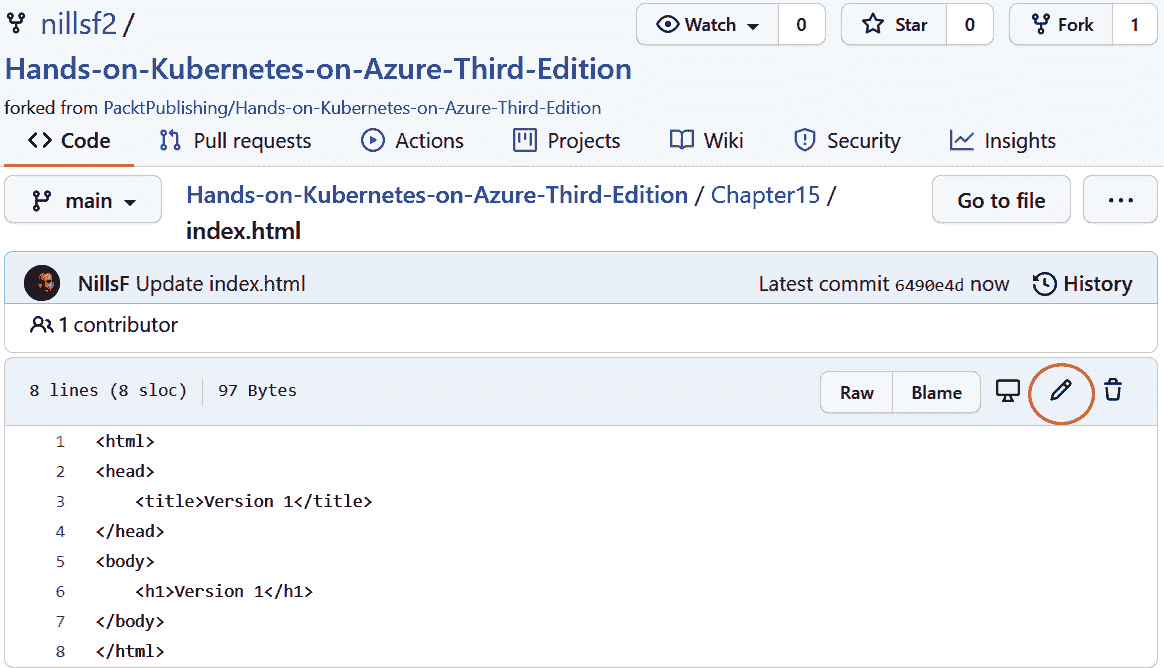 nillsf2 /
Watch 0 Star 0 Fork 1
Hands-on-Kubernetes-on-Azure-Third-Edition
forked from PacktPublishing/Hands-on-Kubernetes-on-Azure-Third-Edition
Code Pull requests Actions Projects Wiki Security Insights
main Hands-on-Kubernetes-on-Azure-Third-Edition / Chapter15 / Go to file ...
index.html
NillsF Update index.html Latest commit 6490e4d now History
1 contributor
8 lines (8 sloc) 97 Bytes Raw Blame
1 <html>
2 <head>
3     <title>Version 1</title>
4 </head>
5 <body>
6     <h1>Version 1</h1>
7 </body>
8 </html>